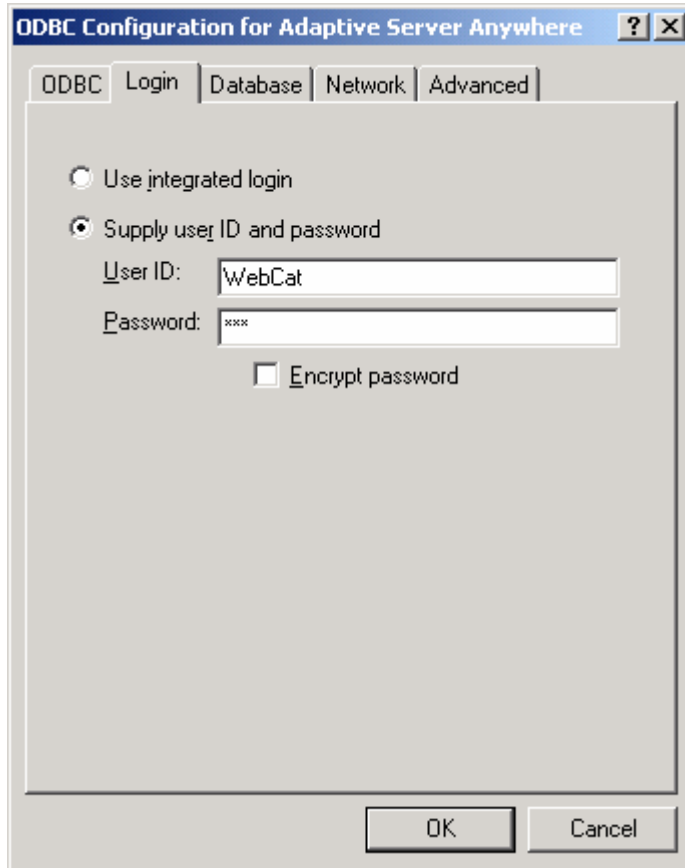 ODBC Configuration for Adaptive Server Anywhere ? X
ODBC Login Database Network Advanced
Use integrated login
Supply user ID and password
User ID: WebCat
Password: ***
Encrypt password
OK Cancel